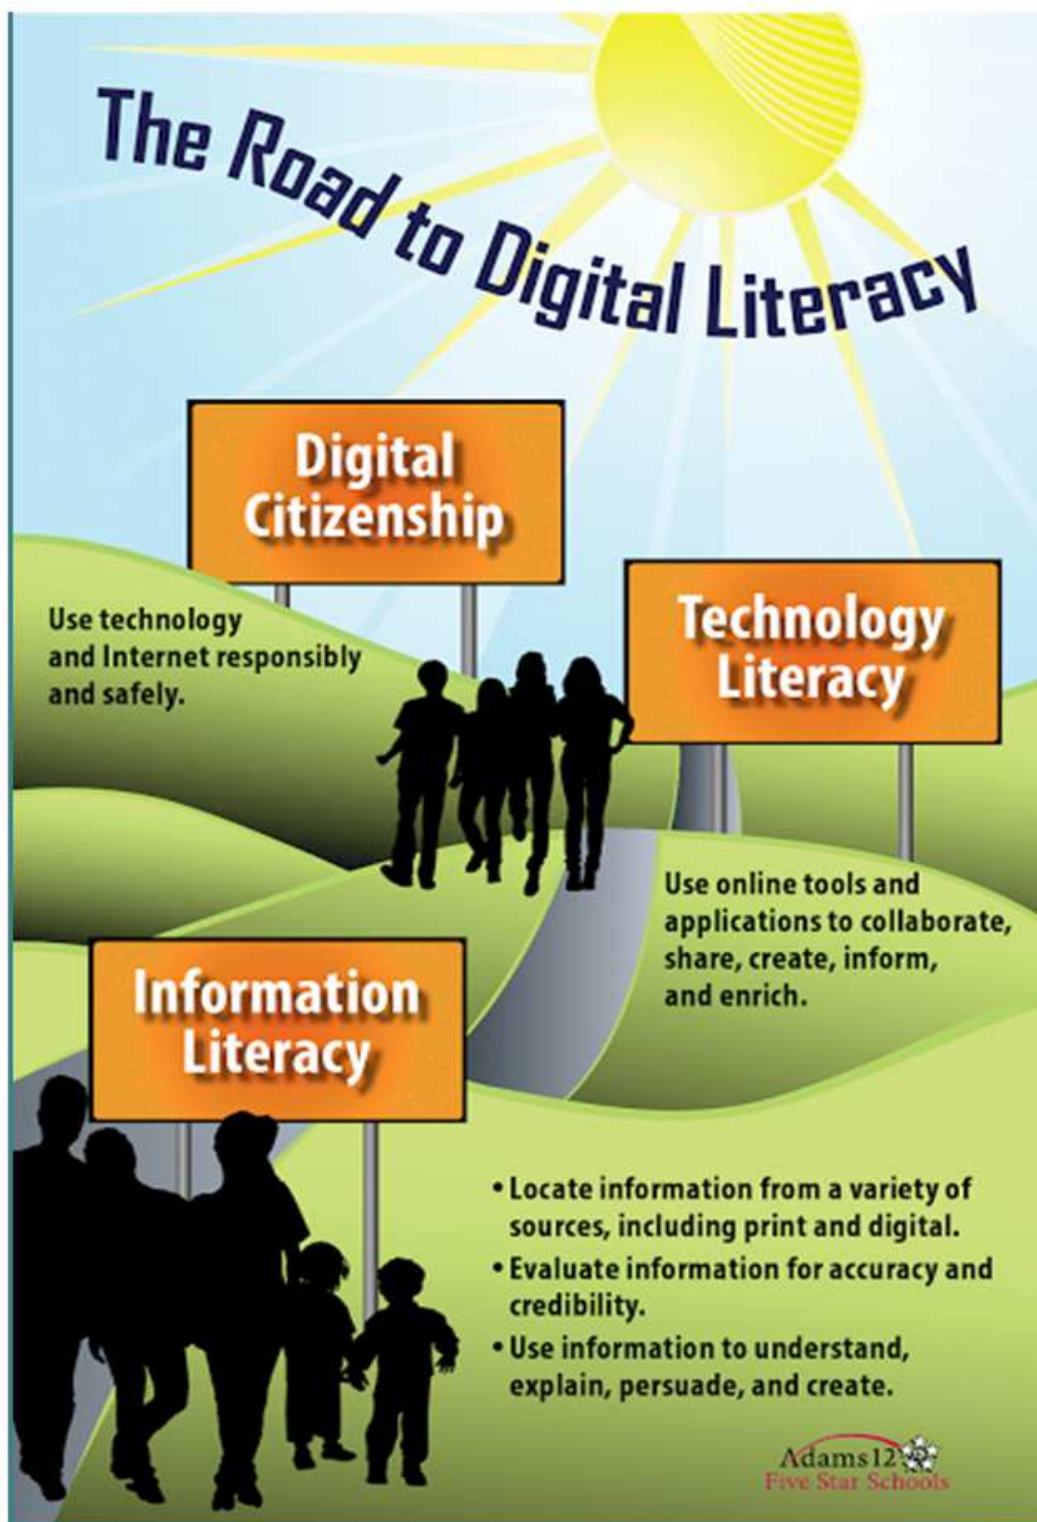 The Road to Digital Literacy
Digital
Citizenship
Use technology
and Internet responsibly
and safely.
Technology
Literacy
Use online tools and
applications to collaborate,
share, create, inform,
and enrich.
Information
Literacy
• Locate information from a variety of
sources, including print and digital.
• Evaluate information for accuracy and
credibility.
• Use information to understand,
explain, persuade, and create.
Adams12
Five Star Schools